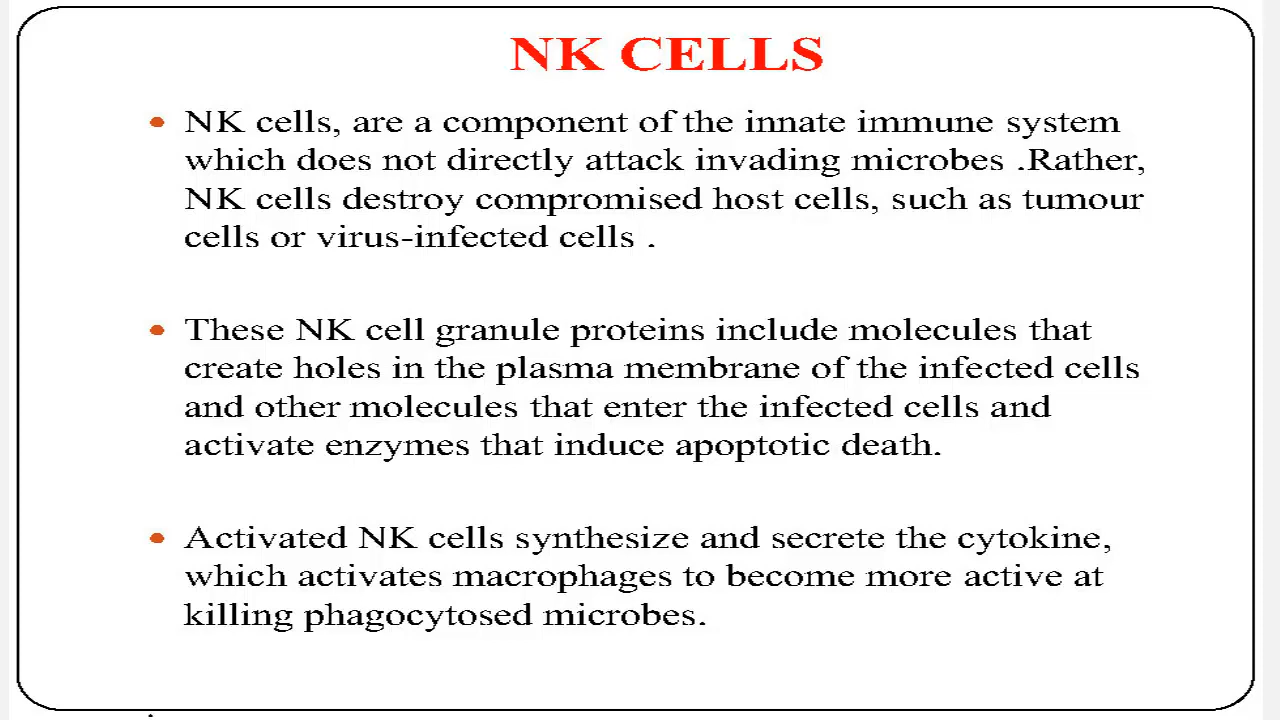 NK CELLS
NK cells, are a component of the innate immune system
which does not directly attack invading microbes .Rather,
NK cells destroy compromised host cells, such as tumour
cells or virus-infected cells .
These NK cell granule proteins include molecules that
create holes in the plasma membrane of the infected cells
and other molecules that enter the infected cells and
activate enzymes that induce apoptotic death.
Activated NK cells synthesize and secrete the cytokine,
which activates macrophages to become more active at
killing phagocytosed microbes.